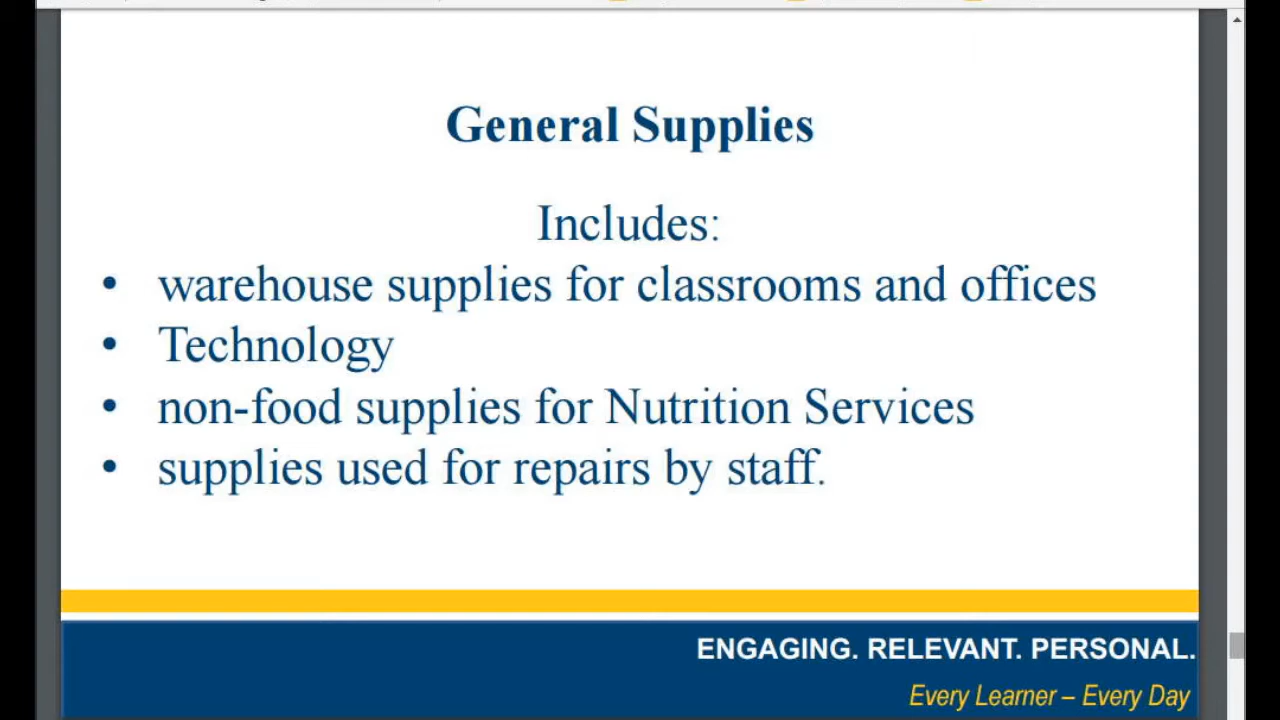 General Supplies
Includes:
• warehouse supplies for classrooms and offices
• Technology
• non-food supplies for Nutrition Services
• supplies used for repairs by staff.
ENGAGING. RELEVANT. PERSONAL.
Every Learner – Every Day